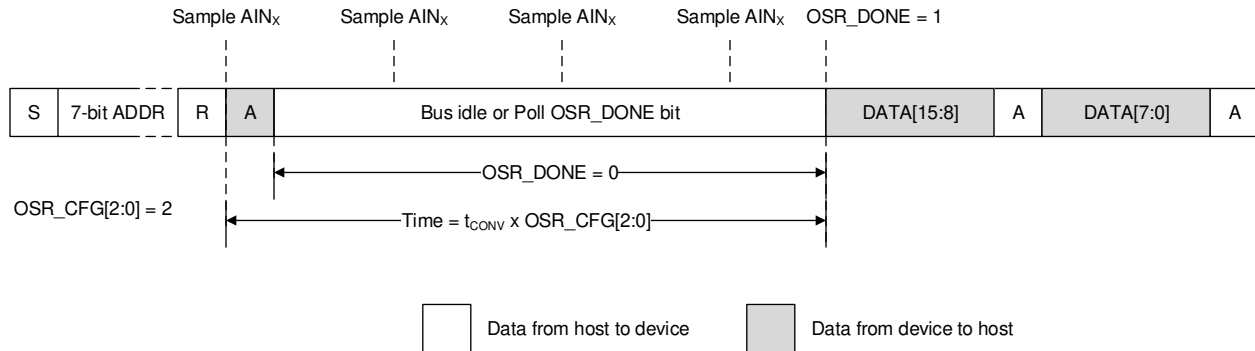 Sample AINX Sample AINX Sample AINX Sample AINX OSR_DONE = 1
S 7-bit ADDR R A Bus idle or Poll OSR_DONE bit DATA[15:8] A DATA[7:0] A
OSR_DONE = 0
OSR_CFG[2:0] = 2
Time = tCONV x OSR_CFG[2:0]
Data from host to device Data from device to host